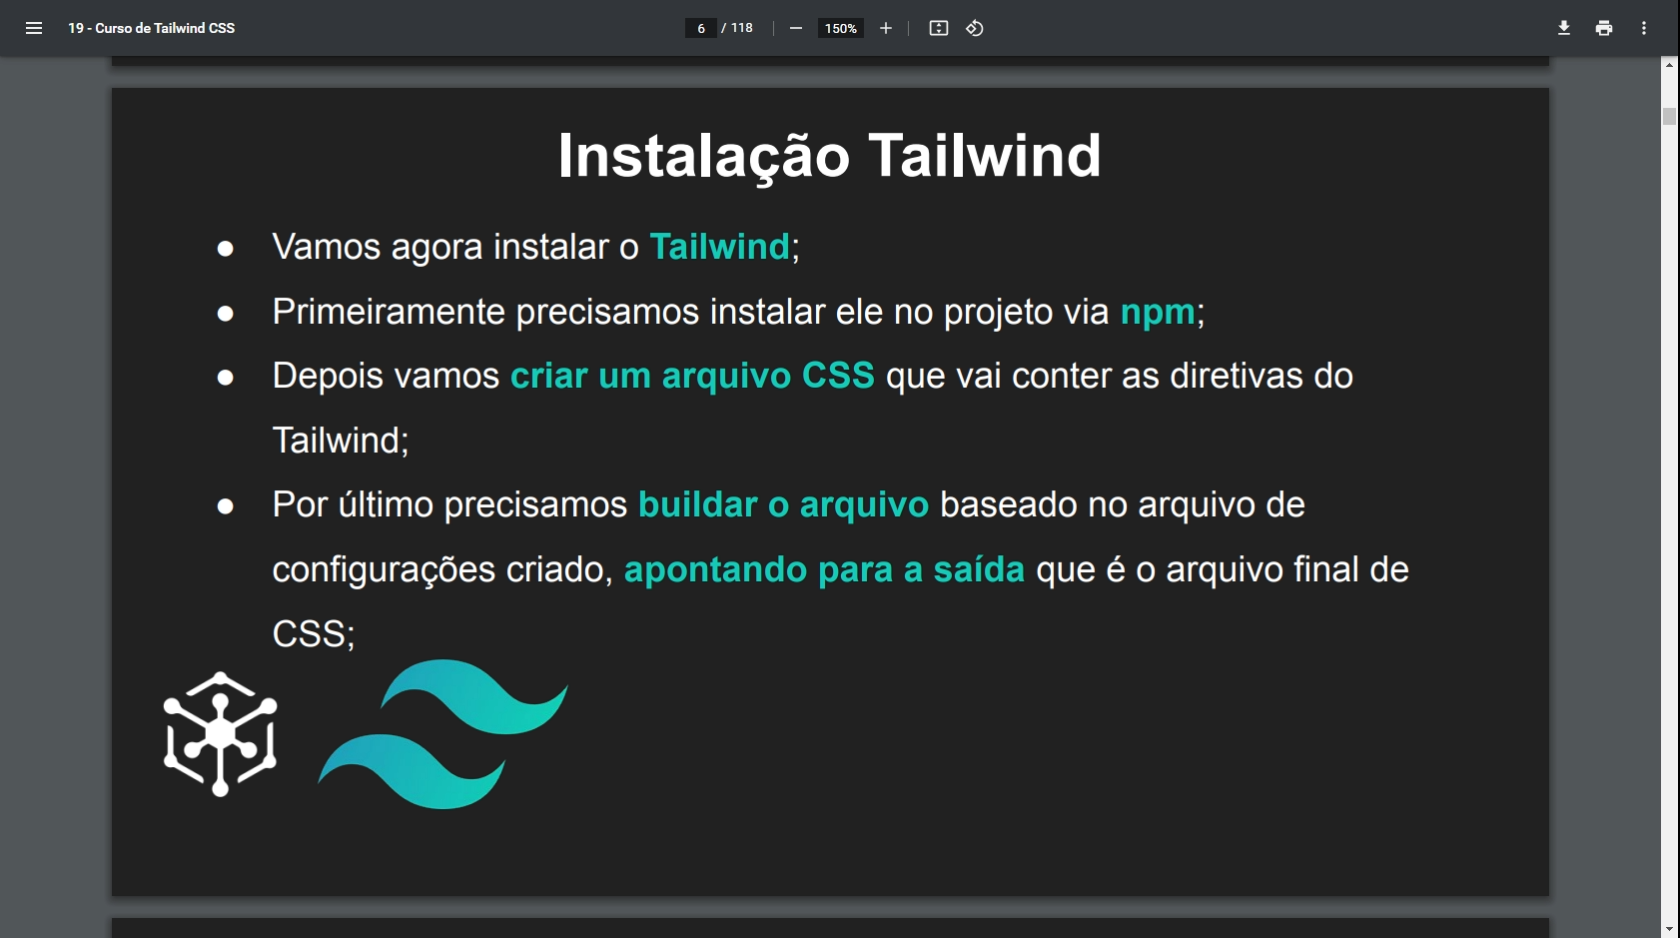 19 - Curso de Tailwind CSS
6 / 118
150%
Instalação Tailwind
● Vamos agora instalar o Tailwind;
● Primeiramente precisamos instalar ele no projeto via npm;
● Depois vamos criar um arquivo CSS que vai conter as diretivas do
Tailwind;
● Por último precisamos buildar o arquivo baseado no arquivo de
configurações criado, apontando para a saída que é o arquivo final de
CSS;